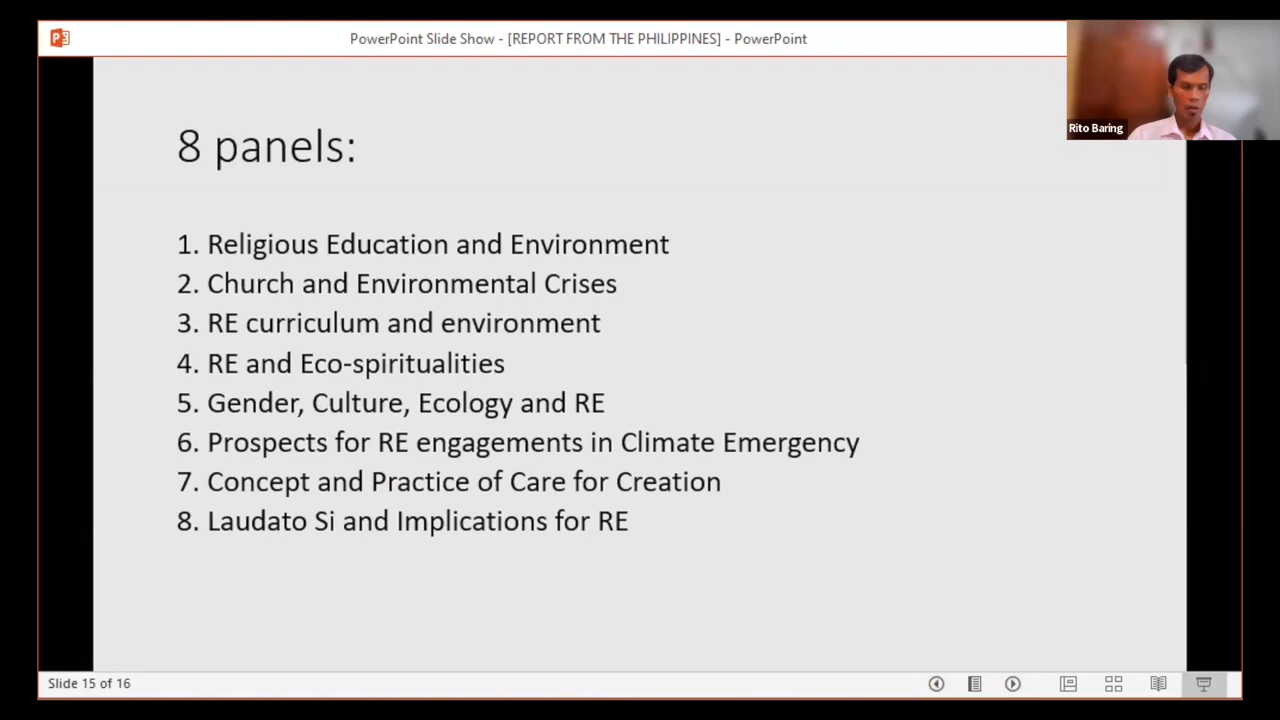 PowerPoint Slide Show - [REPORT FROM THE PHILIPPINES] - PowerPoint
Rito Baring
8 panels:
1. Religious Education and Environment
2. Church and Environmental Crises
3. RE curriculum and environment
4. RE and Eco-spiritualities
5. Gender, Culture, Ecology and RE
6. Prospects for RE engagements in Climate Emergency
7. Concept and Practice of Care for Creation
8. Laudato Si and Implications for RE
Slide 15 of 16